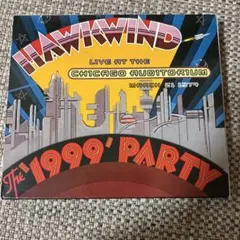 HAWKWIND
LIVE AT THE
CHICAGO AUDITORIUM
MARCH 21 1974
The '1999' PARTY